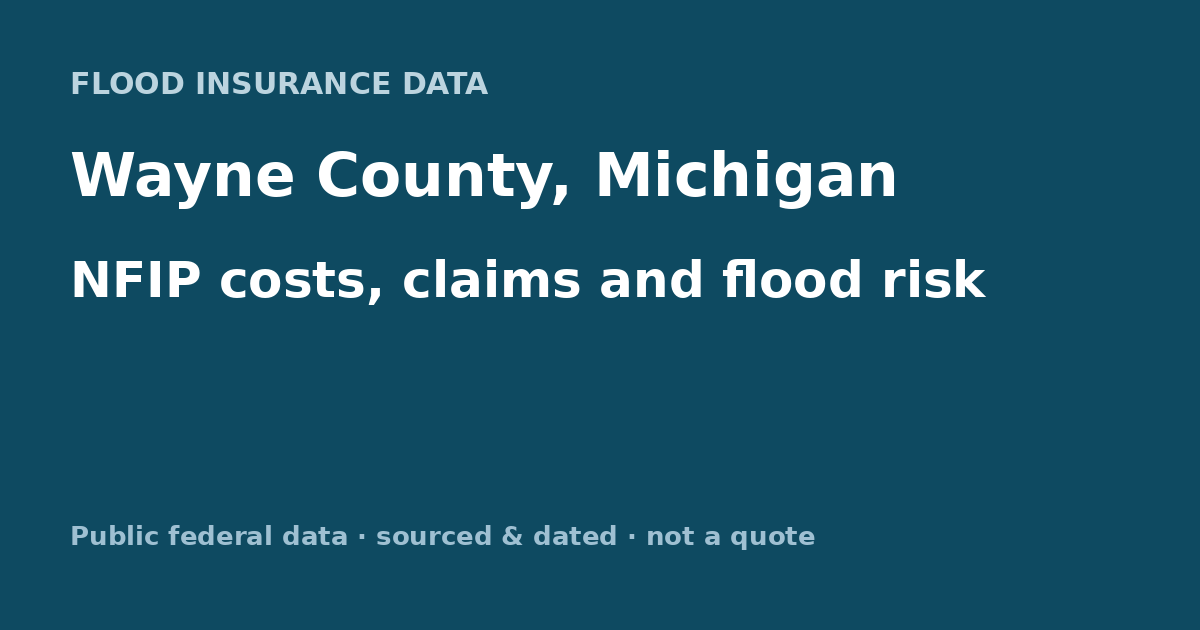 FLOOD INSURANCE DATA
Wayne County, Michigan
NFIP costs, claims and flood risk
Public federal data · sourced & dated · not a quote